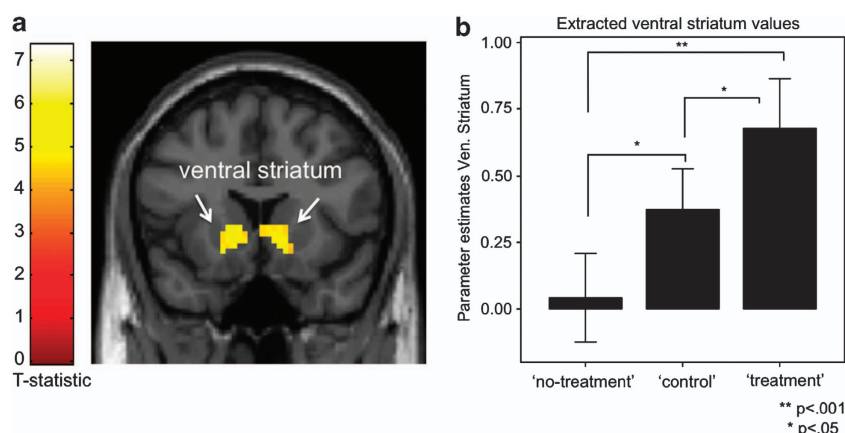 a
7
6
5
4
3
2
1
0
T-statistic
ventral striatum
b
Extracted ventral striatum values
Parameter estimates Ven. Striatum
1.00
0.75
0.50
0.25
0.00
**
*
*
‘no-treatment’ ‘control’ ‘treatment’
** p<.001
* p<.05